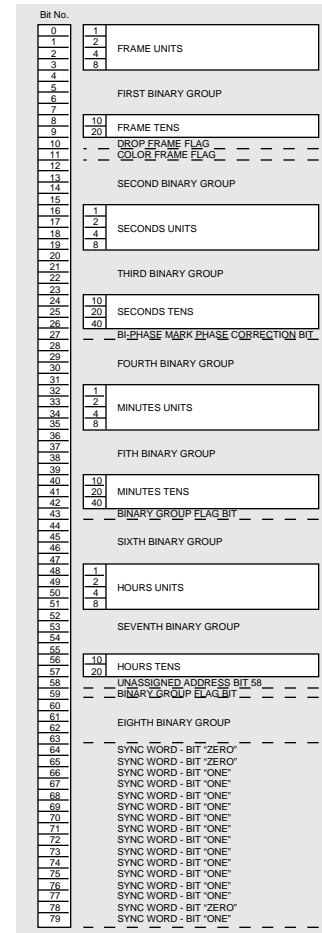 Bit No.
0 1
1 2 FRAME UNITS
2 4
3 8
4
5 FIRST BINARY GROUP
6
7
8 10 FRAME TENS
9 20
10 DROP FRAME FLAG
11 COLOR FRAME FLAG
12
13 SECOND BINARY GROUP
14
15
16 1
17 2 SECONDS UNITS
18 4
19 8
20
21 THIRD BINARY GROUP
22
23
24 10
25 20 SECONDS TENS
26 40
27 BI-PHASE MARK PHASE CORRECTION BIT
28
29 FOURTH BINARY GROUP
30
31
32 1
33 2 MINUTES UNITS
34 4
35 8
36
37 FITH BINARY GROUP
38
39
40 10
41 20 MINUTES TENS
42 40
43 BINARY GROUP FLAG BIT
44
45 SIXTH BINARY GROUP
46
47
48 1
49 2 HOURS UNITS
50 4
51 8
52
53 SEVENTH BINARY GROUP
54
55
56 10 HOURS TENS
57 20
58 UNASSIGNED ADDRESS BIT 58
59 BINARY GROUP FLAG BIT
60
61 EIGHTH BINARY GROUP
62
63
64 SYNC WORD - BIT “ZERO”
65 SYNC WORD - BIT “ZERO”
66 SYNC WORD - BIT “ONE”
67 SYNC WORD - BIT “ONE”
68 SYNC WORD - BIT “ONE”
69 SYNC WORD - BIT “ONE”
70 SYNC WORD - BIT “ONE”
71 SYNC WORD - BIT “ONE”
72 SYNC WORD - BIT “ONE”
73 SYNC WORD - BIT “ONE”
74 SYNC WORD - BIT “ONE”
75 SYNC WORD - BIT “ONE”
76 SYNC WORD - BIT “ONE”
77 SYNC WORD - BIT “ONE”
78 SYNC WORD - BIT “ZERO”
79 SYNC WORD - BIT “ONE”